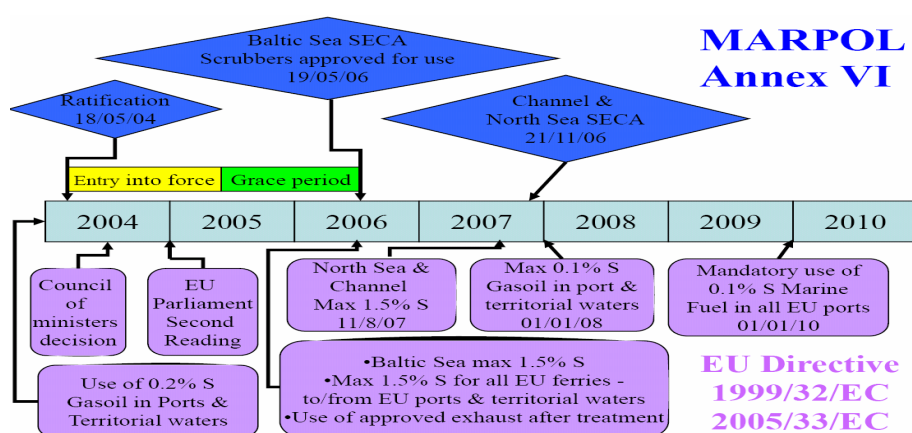 Baltic Sea SECA
Scrubbers approved for use
19/05/06
MARPOL
Annex VI
Ratification
18/05/04
Channel &
North Sea SECA
21/11/06
Entry into force
Grace period
2004
2005
2006
2007
2008
2009
2010
Council
of
ministers
decision
EU
Parliament
Second
Reading
North Sea &
Channel
Max 1.5% S
11/8/07
Max 0.1% S
Gasoil in port &
territorial waters
01/01/08
Mandatory use of
0.1% S Marine
Fuel in all EU ports
01/01/10
Use of 0.2% S
Gasoil in Ports &
Territorial waters
•Baltic Sea max 1.5% S
•Max 1.5% S for all EU ferries -
to/from EU ports & territorial waters
•Use of approved exhaust after treatment
EU Directive
1999/32/EC
2005/33/EC